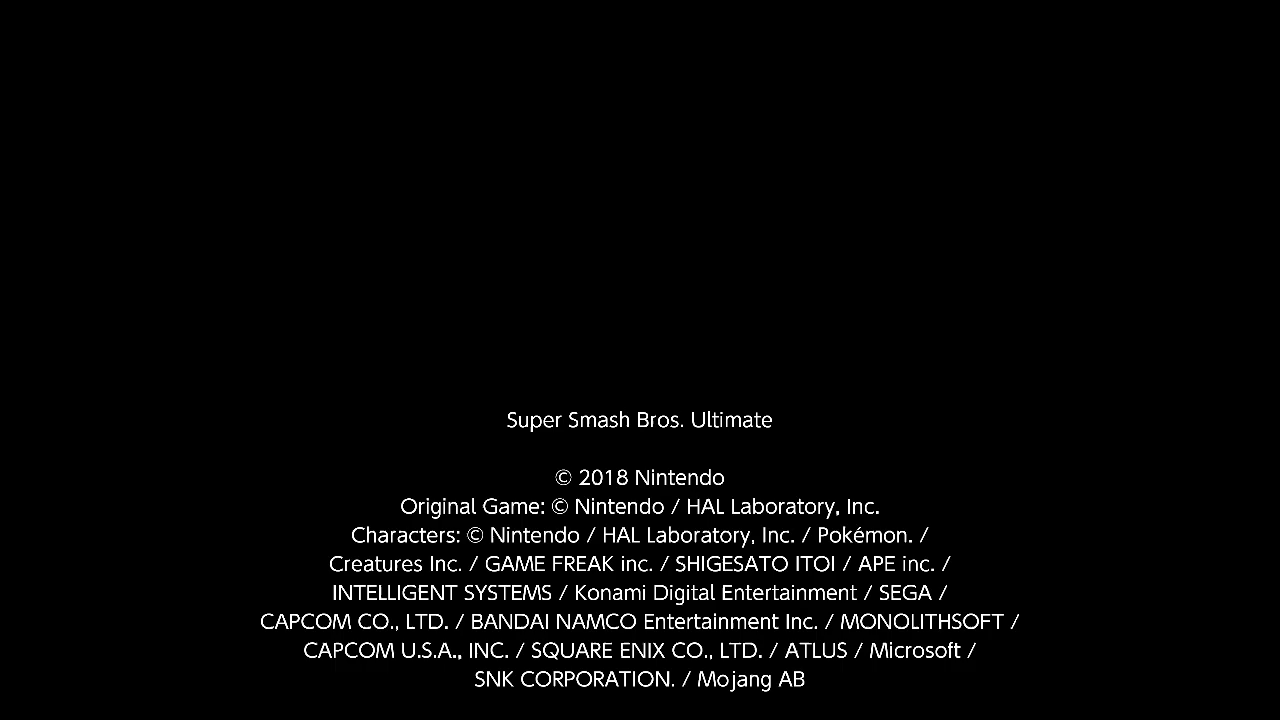 Super Smash Bros. Ultimate
© 2018 Nintendo
Original Game: © Nintendo / HAL Laboratory, Inc.
Characters: © Nintendo / HAL Laboratory, Inc. / Pokémon. /
Creatures Inc. / GAME FREAK inc. / SHIGESATO ITOI / APE inc. /
INTELLIGENT SYSTEMS / Konami Digital Entertainment / SEGA /
CAPCOM CO., LTD. / BANDAI NAMCO Entertainment Inc. / MONOLITHSOFT /
CAPCOM U.S.A., INC. / SQUARE ENIX CO., LTD. / ATLUS / Microsoft /
SNK CORPORATION. / Mojang AB